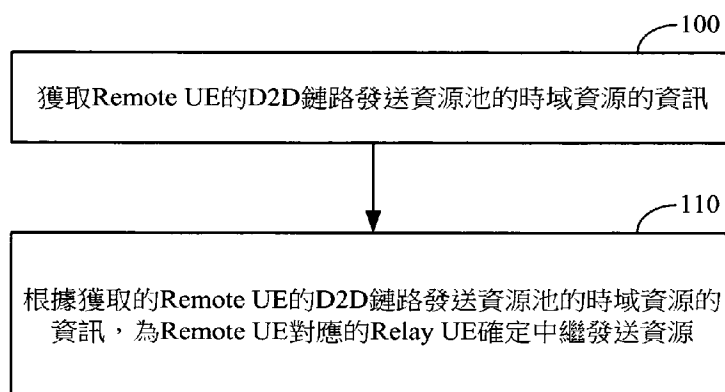 100
獲取Remote UE的D2D鏈路發送資源池的時域資源的資訊
110
根據獲取的Remote UE的D2D鏈路發送資源池的時域資源的
資訊，為Remote UE對應的Relay UE確定中繼發送資源